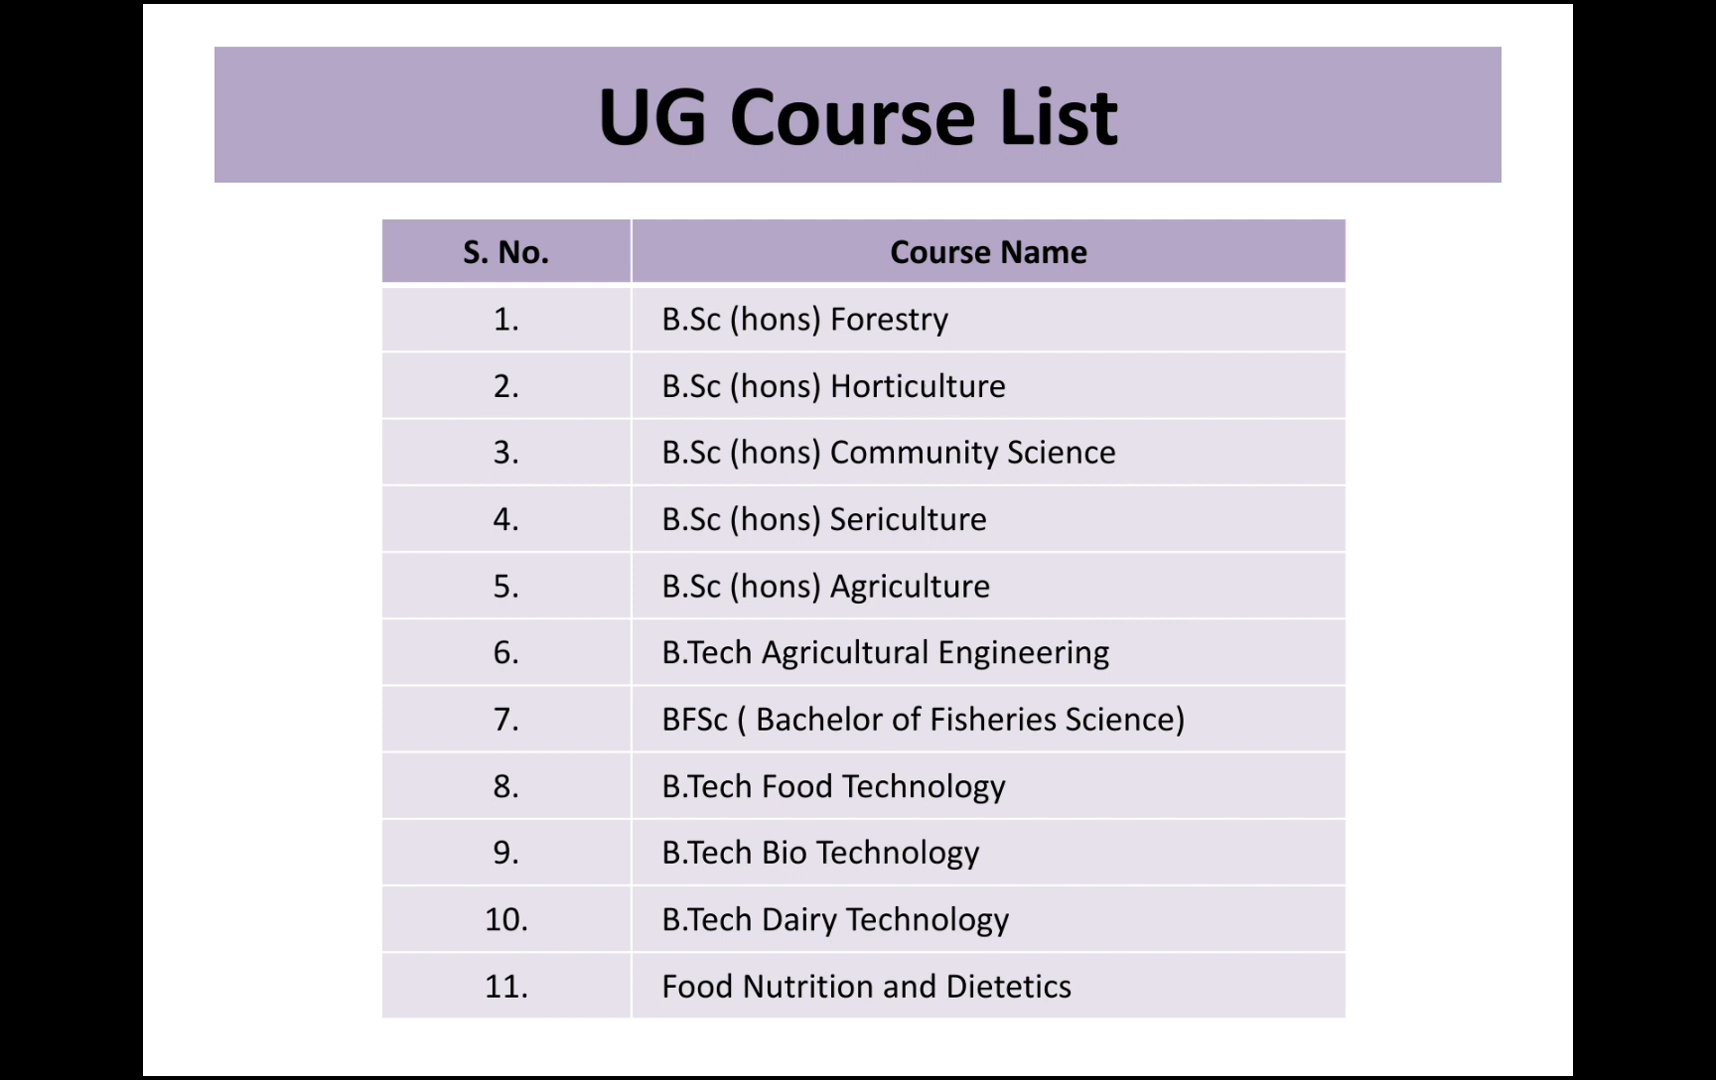 UG Course List
S. No. Course Name
1. B.Sc (hons) Forestry
2. B.Sc (hons) Horticulture
3. B.Sc (hons) Community Science
4. B.Sc (hons) Sericulture
5. B.Sc (hons) Agriculture
6. B.Tech Agricultural Engineering
7. BFSc ( Bachelor of Fisheries Science)
8. B.Tech Food Technology
9. B.Tech Bio Technology
10. B.Tech Dairy Technology
11. Food Nutrition and Dietetics